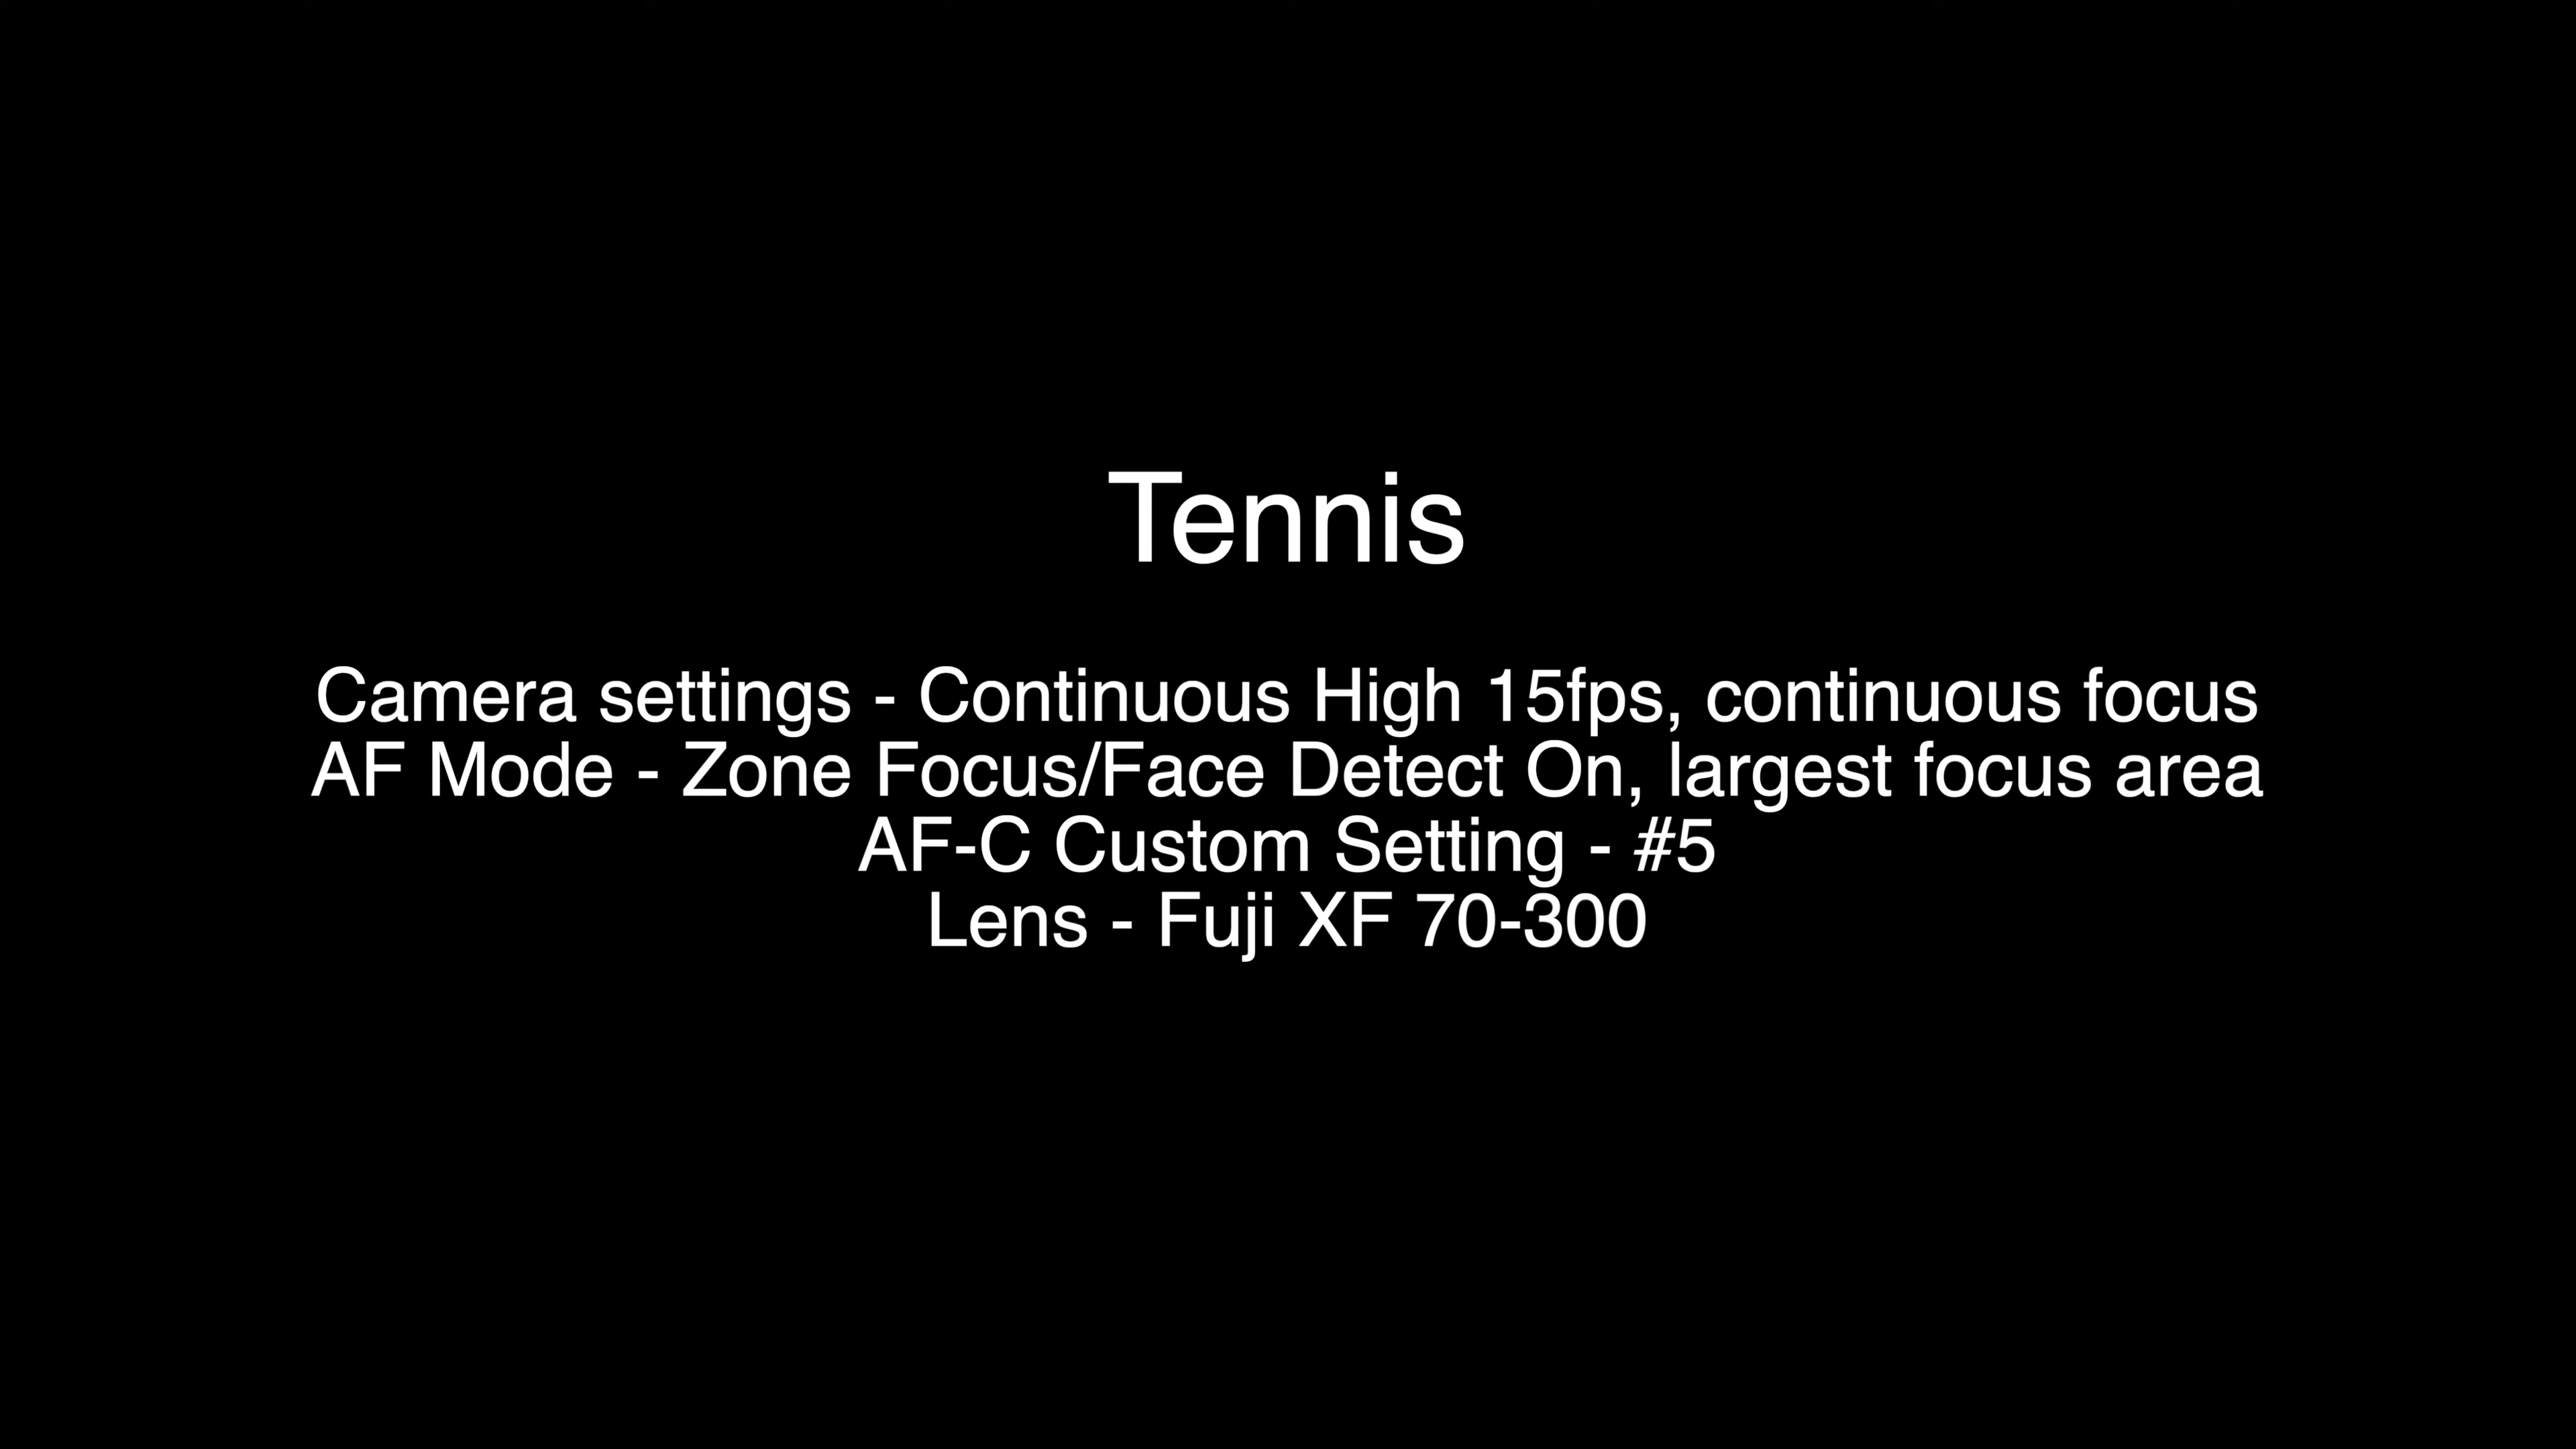 Tennis
Camera settings - Continuous High 15fps, continuous focus
AF Mode - Zone Focus/Face Detect On, largest focus area
AF-C Custom Setting - #5
Lens - Fuji XF 70-300